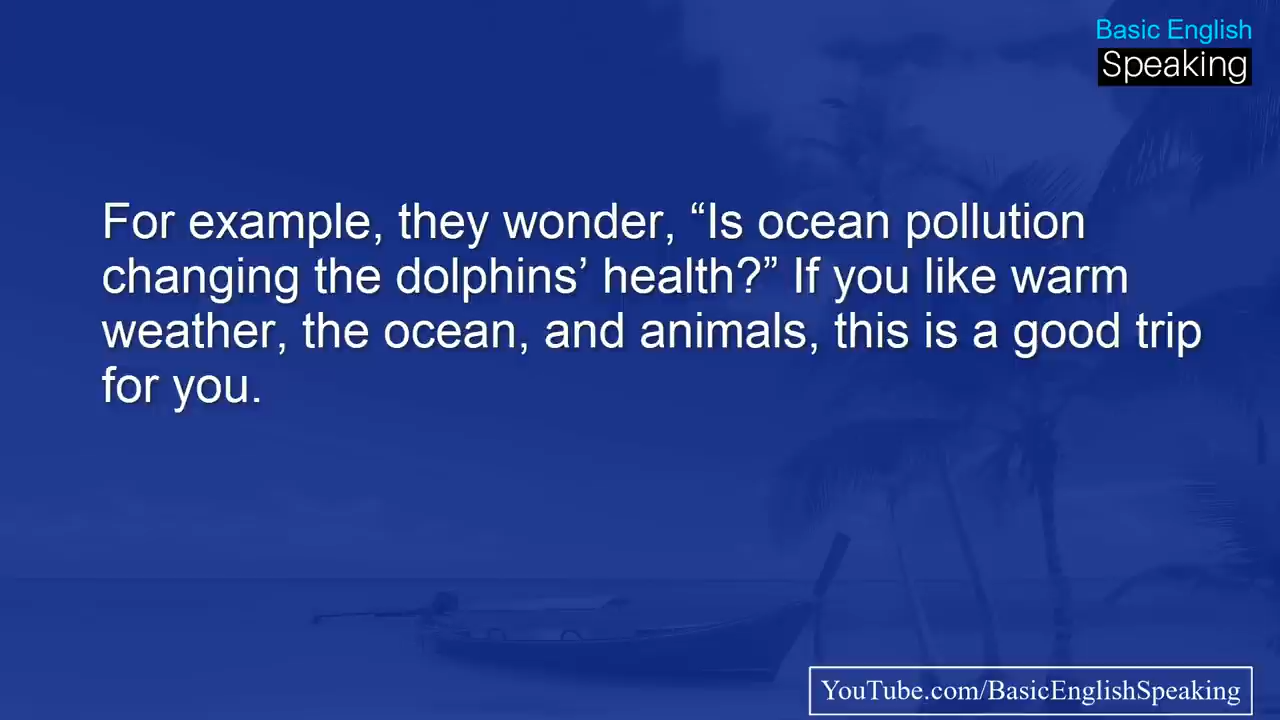 Basic English
Speaking
For example, they wonder, “Is ocean pollution
changing the dolphins’ health?” If you like warm
weather, the ocean, and animals, this is a good trip
for you.
YouTube.com/BasicEnglishSpeaking